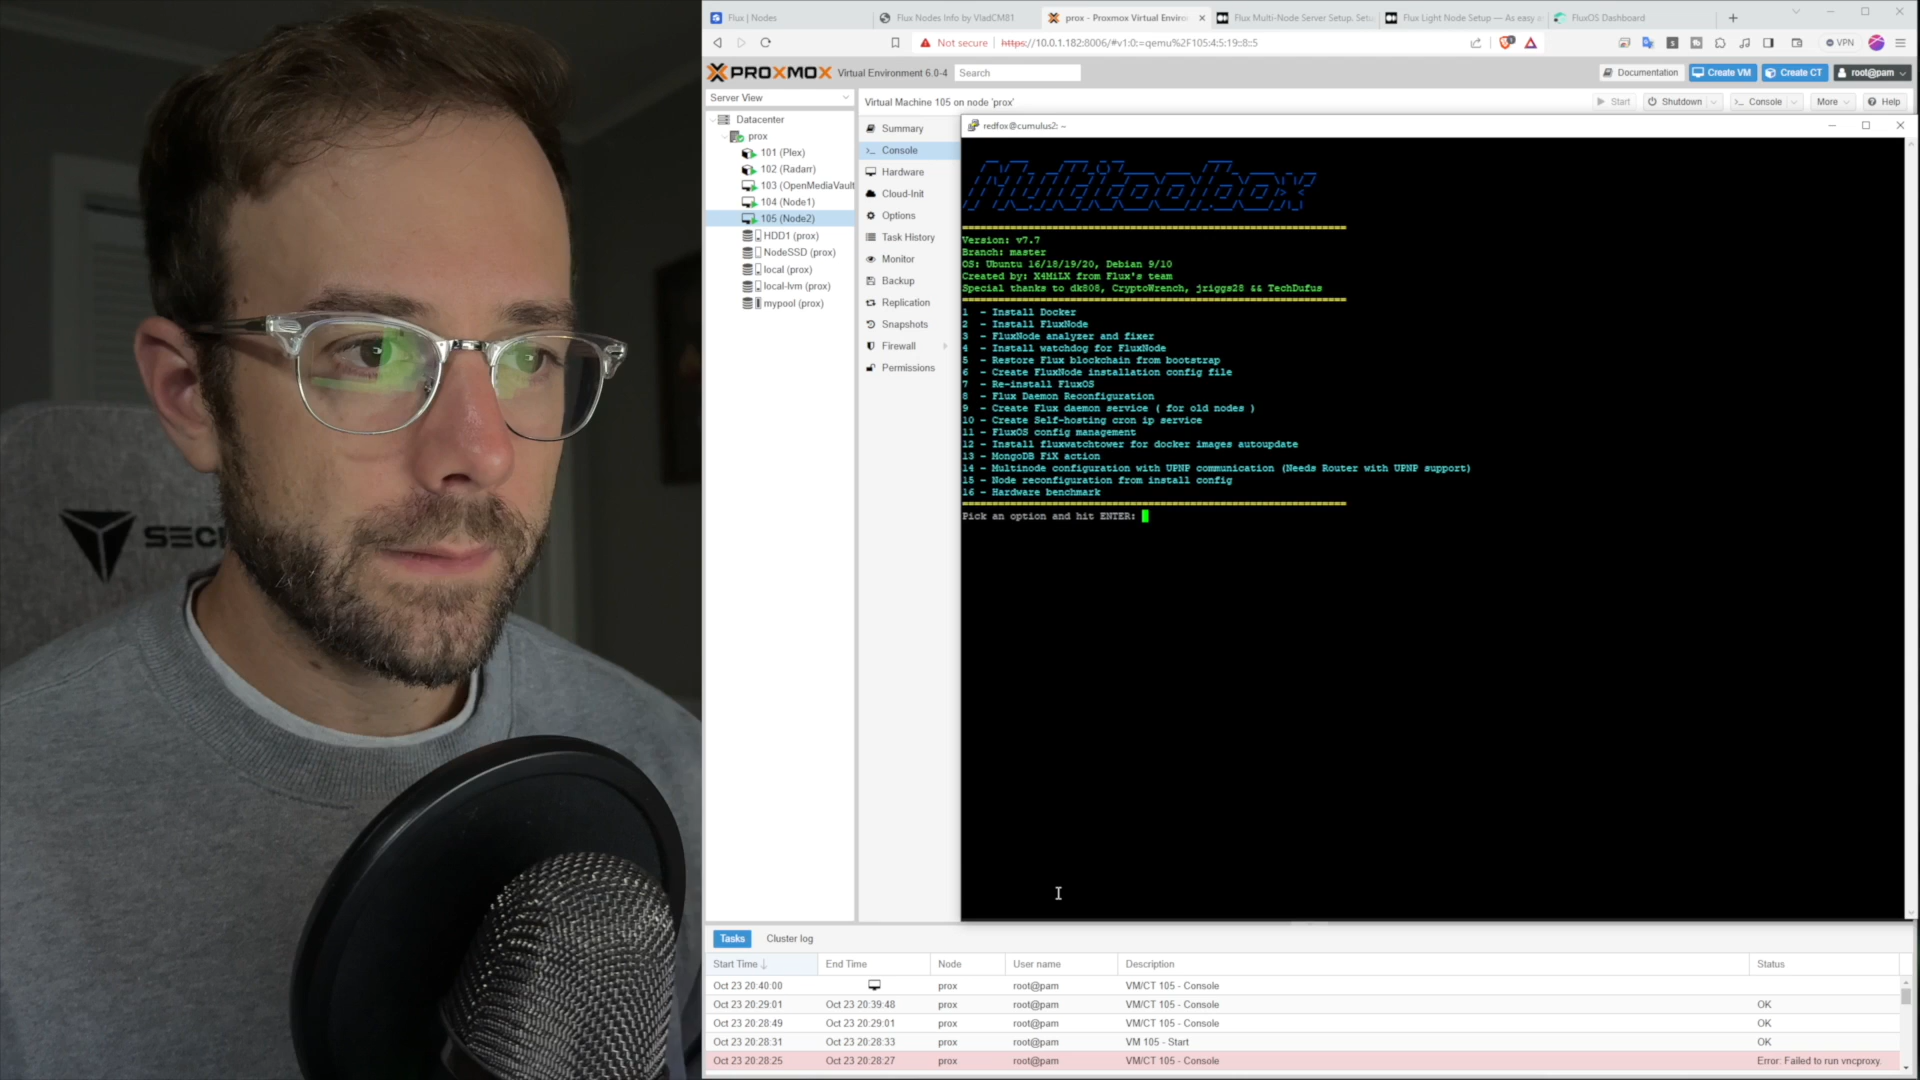 Flux | Nodes
Flux Nodes Info by VladCM81
prox - Proxmox Virtual Enviro
Flux Multi-Node Server Setup, Setu
Flux Light Node Setup — As easy a
FluxOS Dashboard
Not secure
https://10.0.1.182:8006/#v1:0:=qemu%2F105:4:5:19::8::5
VPN
PROXMOX
Virtual Environment 6.0-4
Search
Documentation
Create VM
Create CT
root@pam
Server View
Virtual Machine 105 on node 'prox'
Start
Shutdown
Console
More
Help
Datacenter
prox
101 (Plex)
102 (Radarr)
103 (OpenMediaVault
104 (Node1)
105 (Node2)
HDD1 (prox)
NodeSSD (prox)
local (prox)
local-lvm (prox)
mypool (prox)
Summary
Console
Hardware
Cloud-Init
Options
Task History
Monitor
Backup
Replication
Snapshots
Firewall
Permissions
redfox@cumulus2: ~
Multitoolbox
Version: v7.7
Branch: master
OS: Ubuntu 16/18/19/20, Debian 9/10
Created by: X4MiLX from Flux's team
Special thanks to dk808, CryptoWrench, jriggs28 && TechDufus
1 - Install Docker
2 - Install FluxNode
3 - FluxNode analyzer and fixer
4 - Install watchdog for FluxNode
5 - Restore Flux blockchain from bootstrap
6 - Create FluxNode installation config file
7 - Re-install FluxOS
8 - Flux Daemon Reconfiguration
9 - Create Flux daemon service ( for old nodes )
10 - Create Self-hosting cron ip service
11 - FluxOS config management
12 - Install fluxwatchtower for docker images autoupdate
13 - MongoDB FiX action
14 - Multinode configuration with UPNP communication (Needs Router with UPNP support)
15 - Node reconfiguration from install config
16 - Hardware benchmark
Pick an option and hit ENTER:
SEC
Tasks
Cluster log
Start Time
End Time
Node
User name
Description
Status
Oct 23 20:40:00
prox
root@pam
VM/CT 105 - Console
Oct 23 20:29:01
Oct 23 20:39:48
prox
root@pam
VM/CT 105 - Console
OK
Oct 23 20:28:49
Oct 23 20:29:01
prox
root@pam
VM/CT 105 - Console
OK
Oct 23 20:28:31
Oct 23 20:28:33
prox
root@pam
VM 105 - Start
OK
Oct 23 20:28:25
Oct 23 20:28:27
prox
root@pam
VM/CT 105 - Console
Error: Failed to run vncproxy.